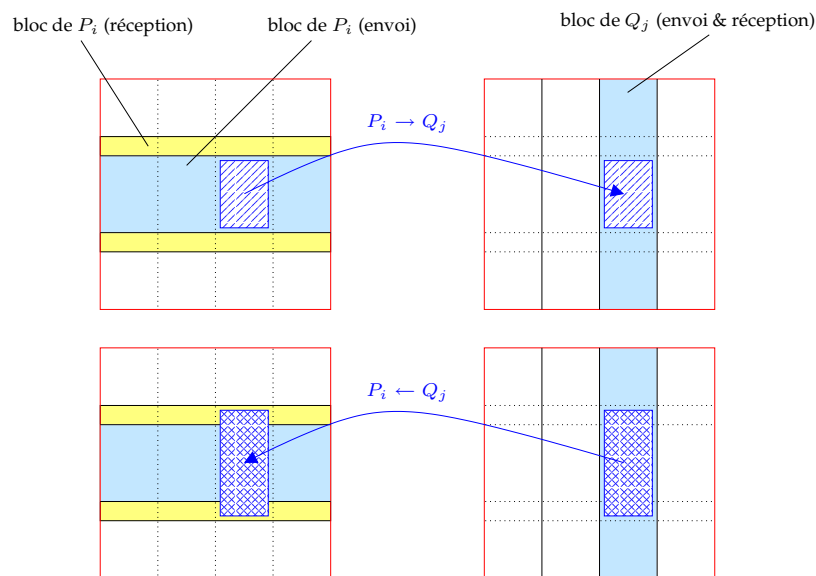 bloc de P_i (réception)
bloc de P_i (envoi)
bloc de Q_j (envoi & réception)
P_i → Q_j
P_i ← Q_j